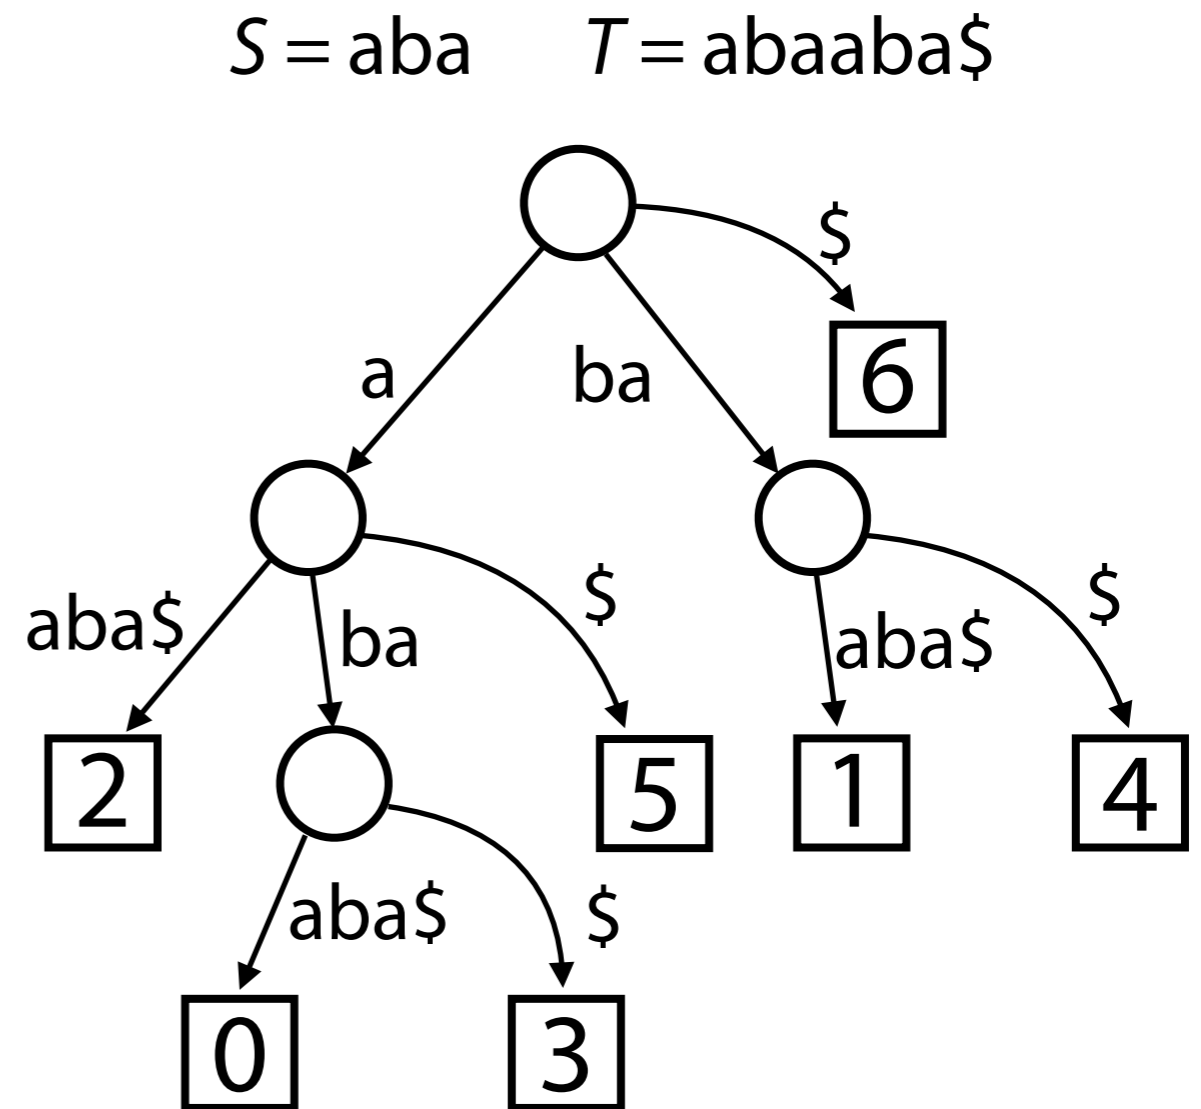 S = aba T = abaaba$
$
a ba 6
aba$ ba $ aba$ $
2 5 1 4
aba$ $
0 3